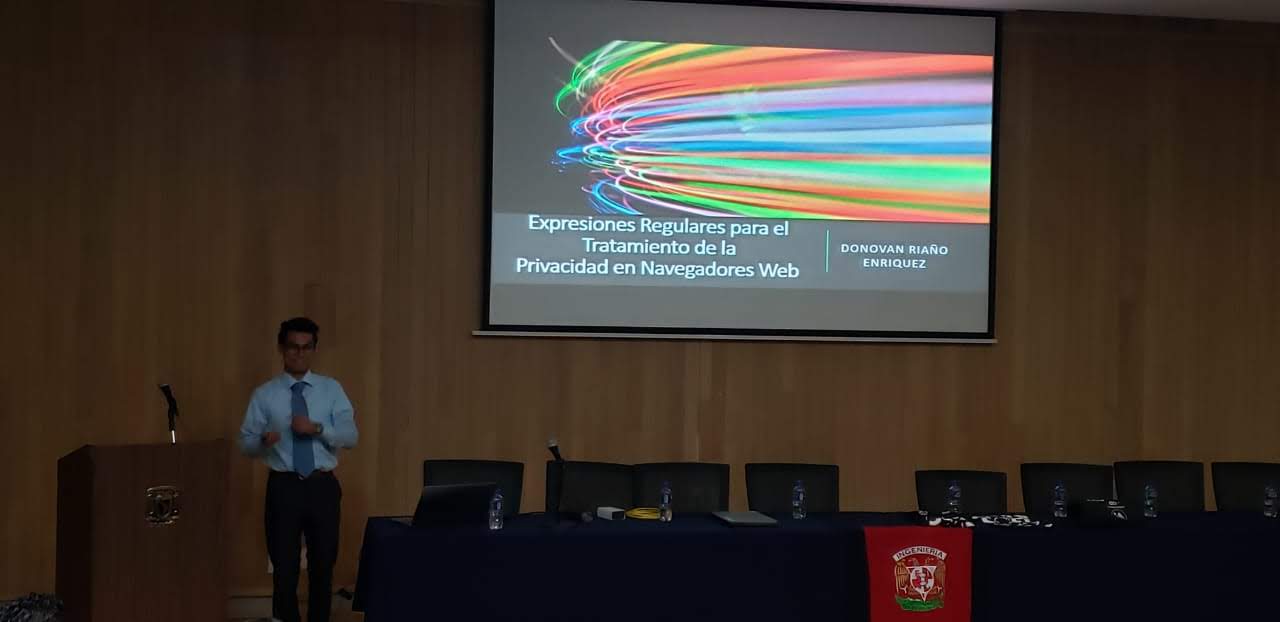 Expresiones Regulares para el
Tratamiento de la
Privacidad en Navegadores Web
DONOVAN RIAÑO
ENRIQUEZ
INGENIERIA